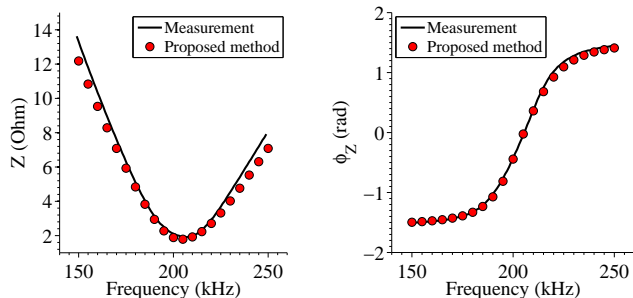 Measurement
Proposed method
14
12
10
8
6
4
2
Z (Ohm)
150
200
250
Frequency (kHz)
Measurement
Proposed method
2
1
0
−1
−2
ϕZ (rad)
150
200
250
Frequency (kHz)